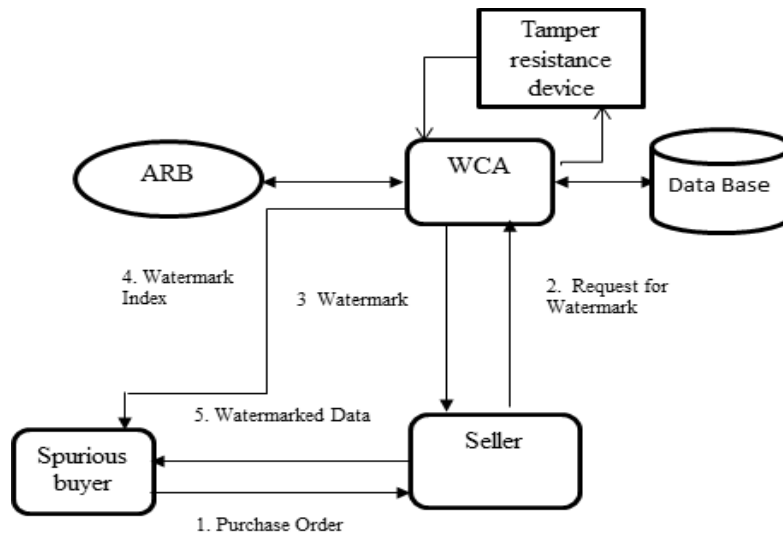 Tamper
resistance
device
ARB
WCA
Data Base
4. Watermark
Index
3 Watermark
2. Request for
Watermark
5. Watermarked Data
Spurious
buyer
Seller
1. Purchase Order